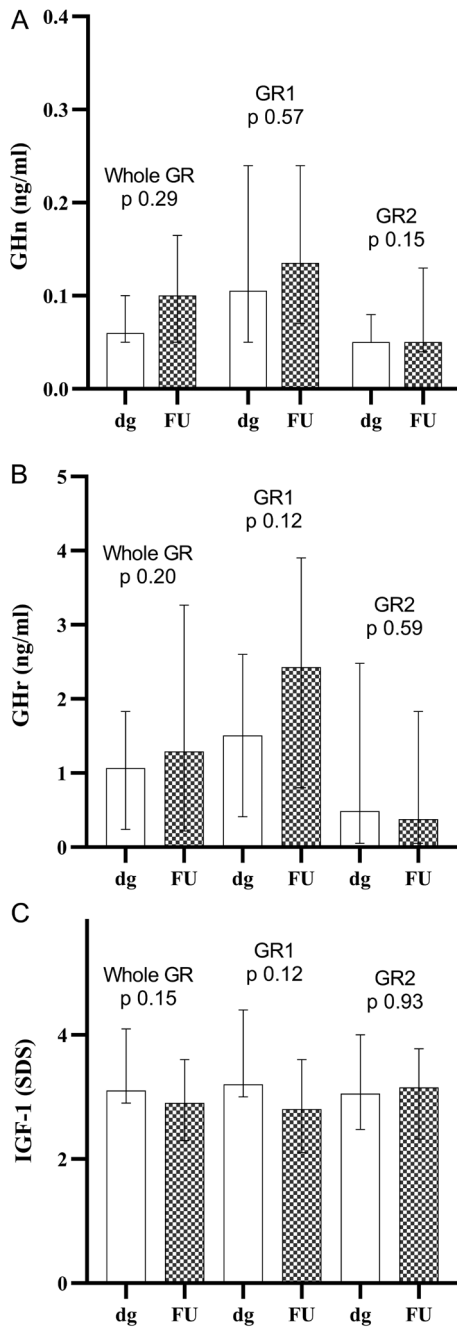 A
GHn (ng/ml)
0.4
0.3
0.2
0.1
0.0
Whole GR
p 0.29
GR1
p 0.57
GR2
p 0.15
dg FU dg FU dg FU
B
GHr (ng/ml)
5
4
3
2
1
0
Whole GR
p 0.20
GR1
p 0.12
GR2
p 0.59
dg FU dg FU dg FU
C
IGF-1 (SDS)
4
2
0
Whole GR
p 0.15
GR1
p 0.12
GR2
p 0.93
dg FU dg FU dg FU